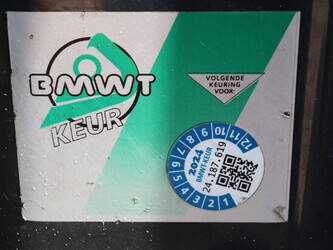 BMWT
KEUR
VOLGENDE
KEURING
VOOR:
2024
BMWT-KEUR
24.187.619
1 2 3 4 5 6 7 8 9 10 11 12